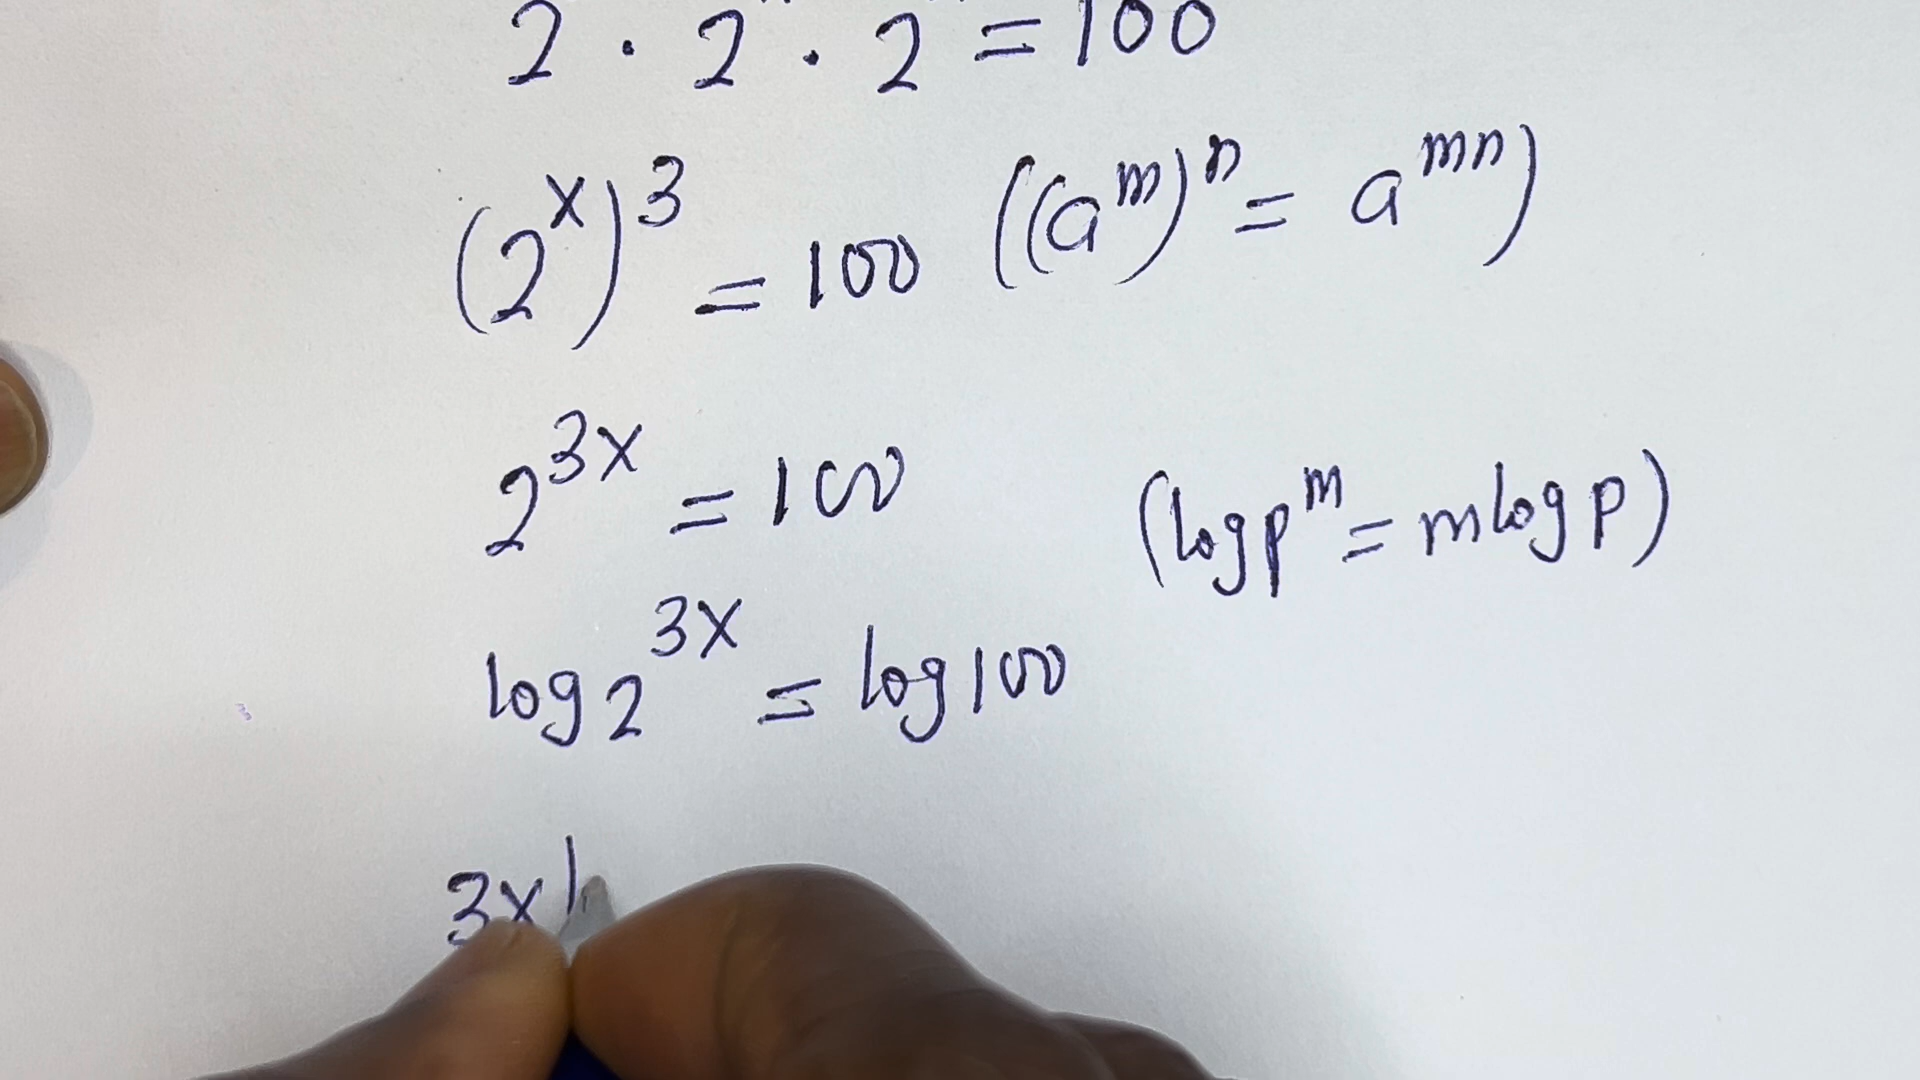 2 · 2 · 2 = 100
(2^x)^3 = 100 ((a^m)^n = a^mn)
2^3x = 100 (log p^m = m log p)
log 2^3x = log 100
3x l